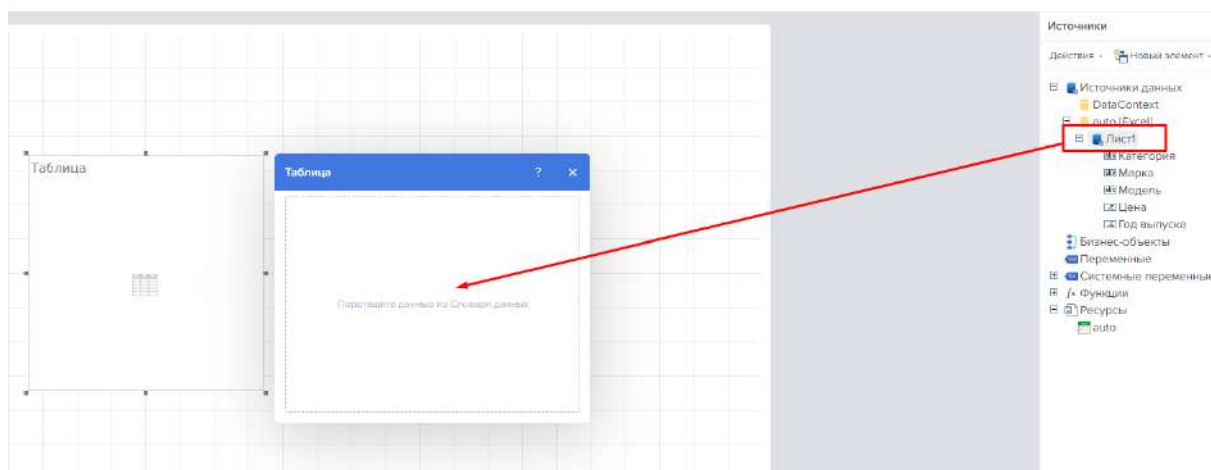 Источники
Действия
Новый элемент
Источники данных
DataContext
auto [Excel]
Лист1
Категория
Марка
Модель
Цена
Год выпуска
Бизнес-объекты
Переменные
Системные переменные
Функции
Ресурсы
auto
Таблица
Таблица ? ×
Перетащите данные из Словаря данных